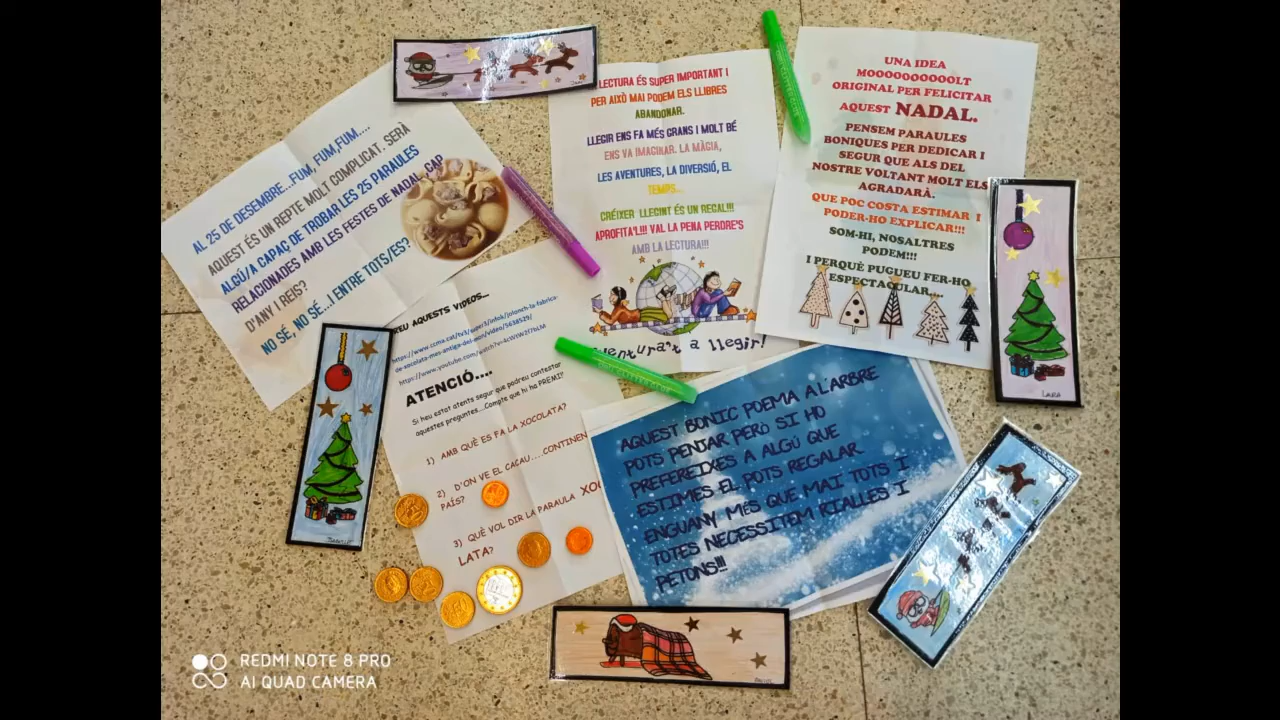 AL 25 DE DESEMBRE...FUM, FUM,FUM....
AQUEST ÉS UN REPTE MOLT COMPLICAT. SERÀ
ALGÚ/A CAPAÇ DE TROBAR LES 25 PARAULES
RELACIONADES AMB LES FESTES DE NADAL, CAP
D'ANY I REIS?
NO SÉ, NO SÉ...I ENTRE TOTS/ES?
LECTURA ÉS SUPER IMPORTANT I
PER AIXÒ MAI PODEM ELS LLIBRES
ABANDONAR.
LLEGIR ENS FA MÉS GRANS I MOLT BÉ
ENS VA IMAGINAR. LA MÀGIA,
LES AVENTURES, LA DIVERSIÓ, EL
TEMPS...
CRÉIXER LLEGINT ÉS UN REGAL!!!
APROFITA'L!!! VAL LA PENA PERDRE'S
AMB LA LECTURA!!!
ventura't a llegir!
UNA IDEA
MOOOOOOOOOOLT
ORIGINAL PER FELICITAR
AQUEST NADAL.
PENSEM PARAULES
BONIQUES PER DEDICAR I
SEGUR QUE ALS DEL
NOSTRE VOLTANT MOLT ELS
AGRADARÀ.
QUE POC COSTA ESTIMAR I
PODER-HO EXPLICAR!!!
SOM-HI, NOSALTRES
PODEM!!!
I PERQUÈ PUGUEU FER-HO
ESPECTACULAR....
REU AQUESTS VIDEOS...
ATENCIÓ....
Si heu estat atents segur que podreu contestar
aquestes preguntes...Compte que hi ha PREMI!
1) AMB QUÈ ES FA LA XOCOLATA?
2) D'ON VE EL CACAU....CONTINEN
PAÍS?
3) QUÈ VOL DIR LA PARAULA XOC
LATA?
AQUEST BONIC POEMA A L'ARBRE
POTS PENJAR PERÒ SI HO
PREFEREIXES A ALGÚ QUE
ESTIMES EL POTS REGALAR
ENGUANY MÉS QUE MAI TOTS I
TOTES NECESSITEM RIALLES I
PETONS!!!
LAIA
REDMI NOTE 8 PRO
AI QUAD CAMERA